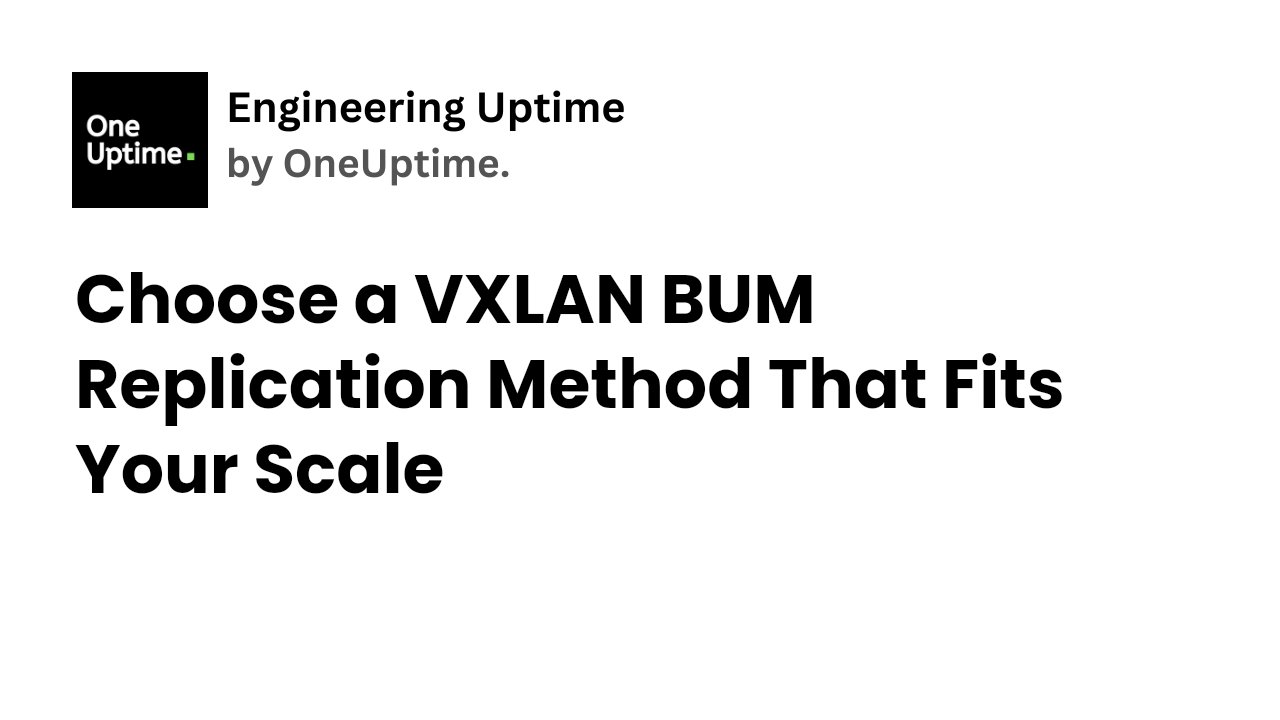 One
Uptime.
Engineering Uptime
by OneUptime.
Choose a VXLAN BUM
Replication Method That Fits
Your Scale